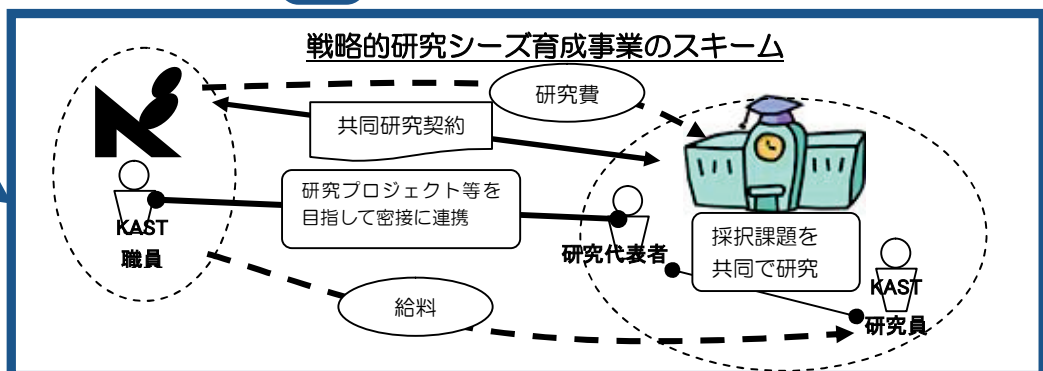 戦略的研究シーズ育成事業のスキーム
研究費
共同研究契約
研究プロジェクト等を
目指して密接に連携
KAST
職員
研究代表者
採択課題を
共同で研究
KAST
研究員
給料